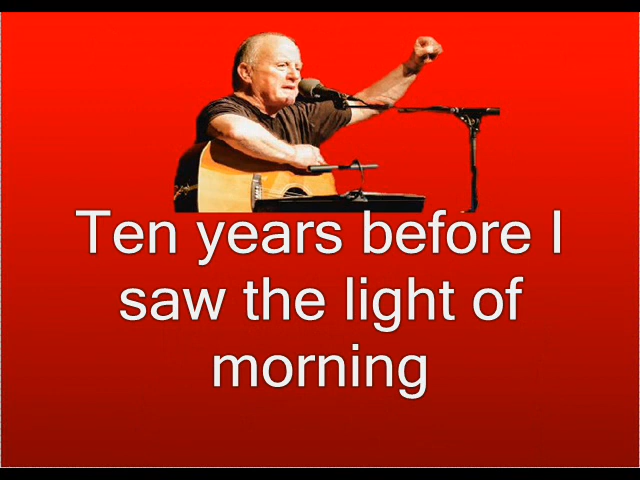 Ten years before I
saw the light of
morning